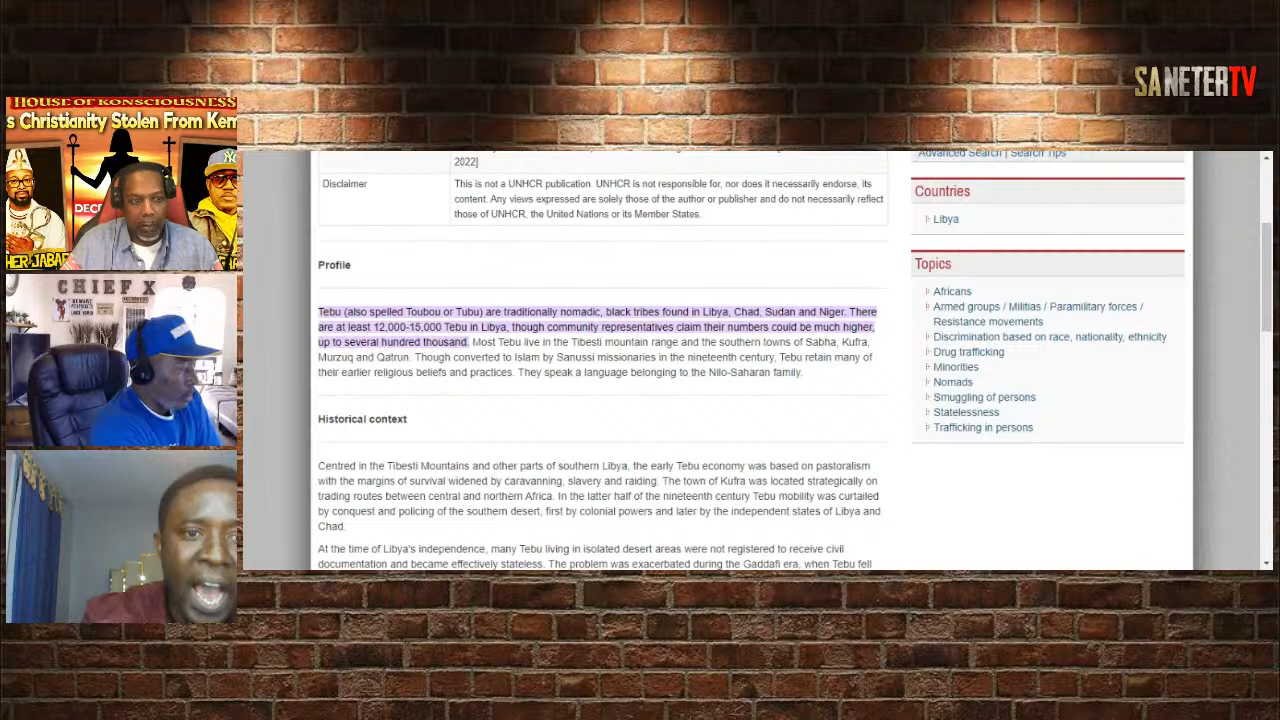 SANETERTV
HOUSE OF KONSCIOUSNESS
s Christianity Stolen From Kem
DECE
HER JABAR
CHIEF X
BEWARE
2022]
Disclaimer
This is not a UNHCR publication. UNHCR is not responsible for, nor does it necessarily endorse, its
content. Any views expressed are solely those of the author or publisher and do not necessarily reflect
those of UNHCR, the United Nations or its Member States.
Profile
Tebu (also spelled Toubou or Tubu) are traditionally nomadic, black tribes found in Libya, Chad, Sudan and Niger. There
are at least 12,000-15,000 Tebu in Libya, though community representatives claim their numbers could be much higher,
up to several hundred thousand. Most Tebu live in the Tibesti mountain range and the southern towns of Sabha, Kufra,
Murzuq and Qatrun. Though converted to Islam by Sanussi missionaries in the nineteenth century, Tebu retain many of
their earlier religious beliefs and practices. They speak a language belonging to the Nilo-Saharan family.
Historical context
Centred in the Tibesti Mountains and other parts of southern Libya, the early Tebu economy was based on pastoralism
with the margins of survival widened by caravanning, slavery and raiding. The town of Kufra was located strategically on
trading routes between central and northern Africa. In the latter half of the nineteenth century Tebu mobility was curtailed
by conquest and policing of the southern desert, first by colonial powers and later by the independent states of Libya and
Chad.
At the time of Libya's independence, many Tebu living in isolated desert areas were not registered to receive civil
documentation and became effectively stateless. The problem was exacerbated during the Gaddafi era, when Tebu fell
Advanced Search | Search Tips
Countries
Libya
Topics
Africans
Armed groups / Militias / Paramilitary forces /
Resistance movements
Discrimination based on race, nationality, ethnicity
Drug trafficking
Minorities
Nomads
Smuggling of persons
Statelessness
Trafficking in persons